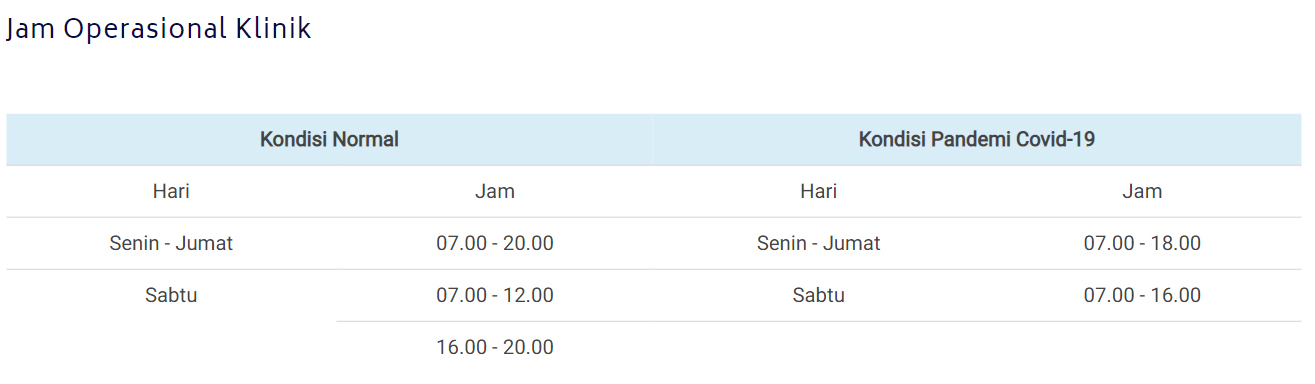 Jam Operasional Klinik
Kondisi Normal Kondisi Pandemi Covid-19
Hari Jam Hari Jam
Senin - Jumat 07.00 - 20.00 Senin - Jumat 07.00 - 18.00
Sabtu 07.00 - 12.00 Sabtu 07.00 - 16.00
16.00 - 20.00